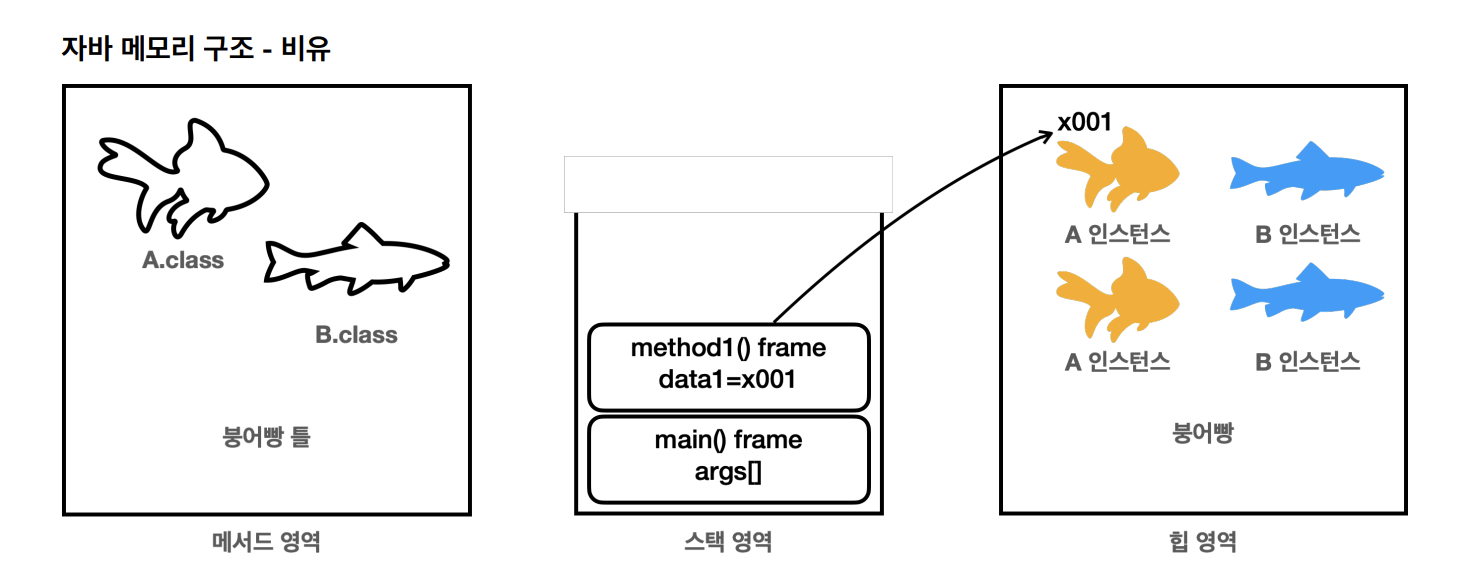 자바 메모리 구조 - 비유
A.class
B.class
붕어빵 틀
메서드 영역
method1() frame
data1=x001
main() frame
args[]
스택 영역
x001
A 인스턴스
B 인스턴스
A 인스턴스
B 인스턴스
붕어빵
힙 영역